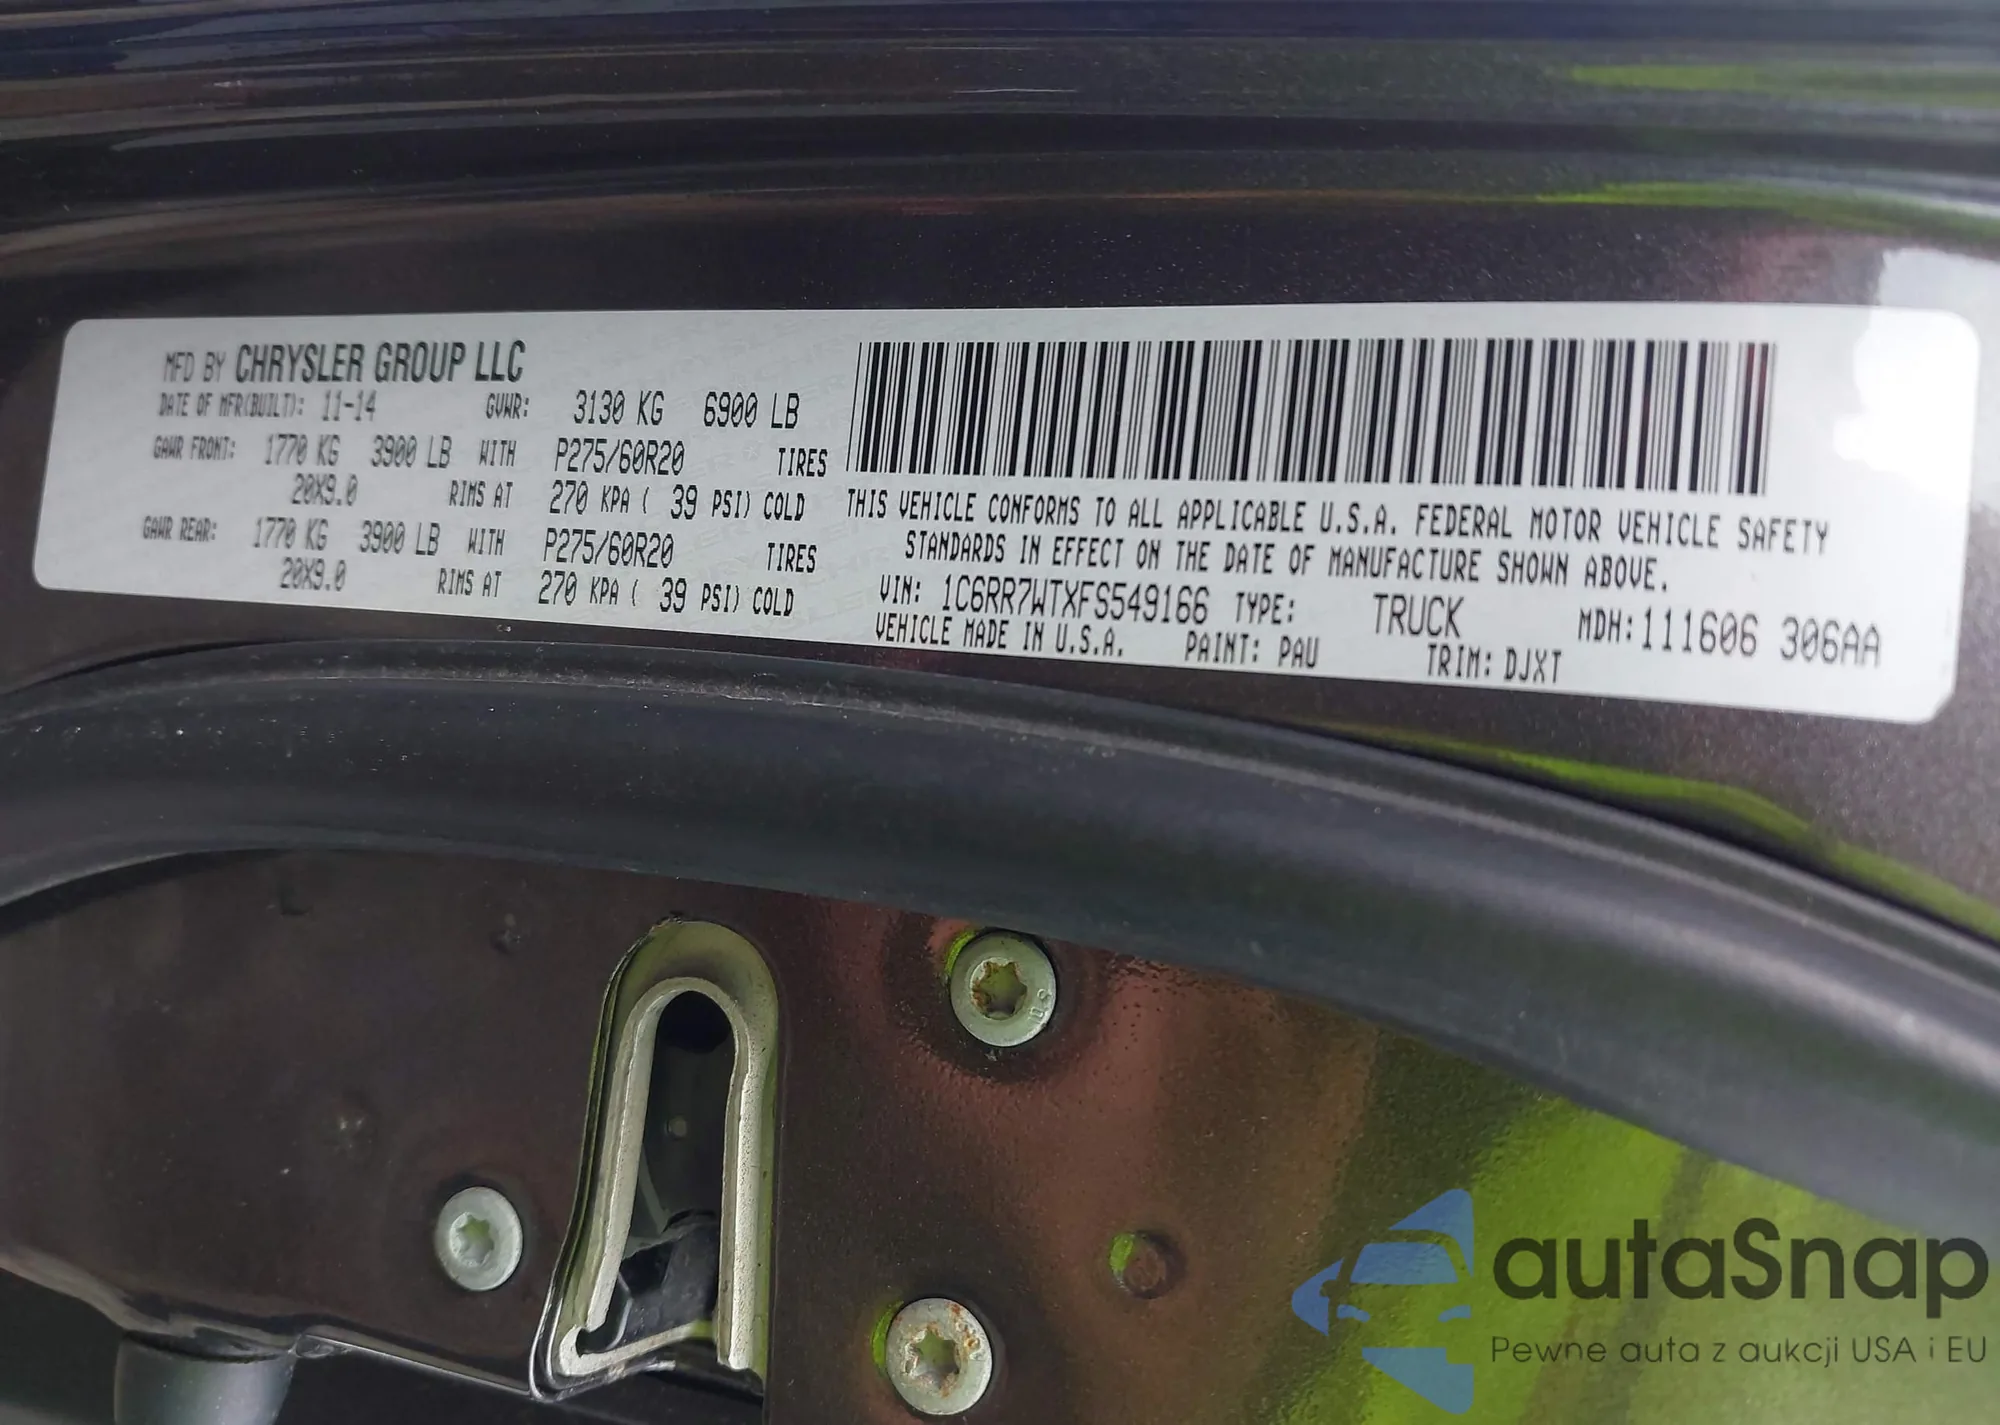 MFD BY CHRYSLER GROUP LLC
DATE OF MFR(BUILT): 11-14 GVWR: 3130 KG 6900 LB
GAWR FRONT: 1770 KG 3900 LB WITH P275/60R20 TIRES
20X9.0 RIMS AT 270 KPA ( 39 PSI) COLD
GAWR REAR: 1770 KG 3900 LB WITH P275/60R20 TIRES
20X9.0 RIMS AT 270 KPA ( 39 PSI) COLD
THIS VEHICLE CONFORMS TO ALL APPLICABLE U.S.A. FEDERAL MOTOR VEHICLE SAFETY
STANDARDS IN EFFECT ON THE DATE OF MANUFACTURE SHOWN ABOVE.
VIN: 1C6RR7WTXFS549166 TYPE: TRUCK MDH:111606 306AA
VEHICLE MADE IN U.S.A. PAINT: PAU TRIM: DJXT
autaSnap
Pewne auta z aukcji USA i EU